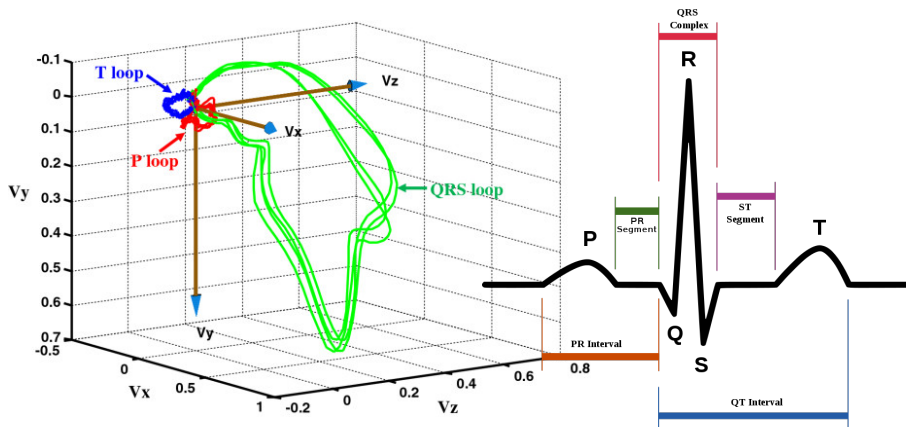 -0.1
0
0.1
0.2
0.3
0.4
0.5
0.6
0.7
Vy
-0.5
0
0.5
1
Vx
-0.2
0
0.2
0.4
0.6
0.8
Vz
T loop
P loop
QRS loop
Vz
Vx
Vy
QRS
Complex
R
PR
Segment
ST
Segment
P
T
Q
S
PR Interval
QT Interval